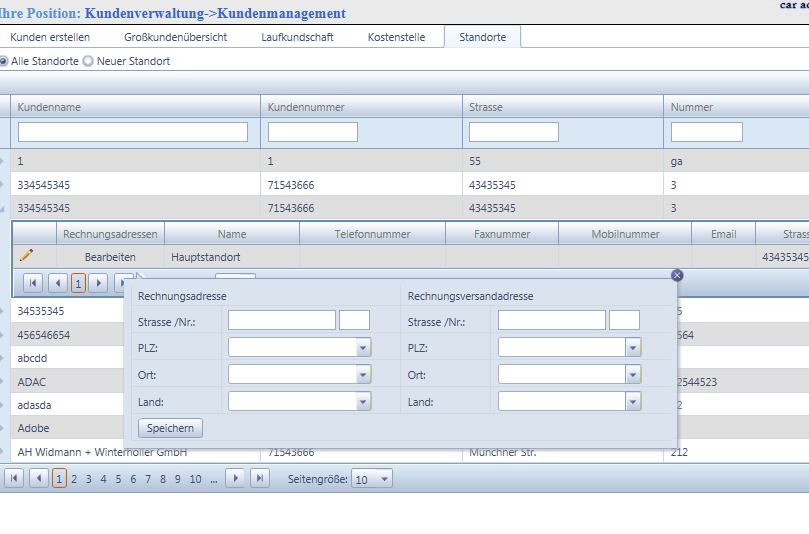 Ihre Position: Kundenverwaltung->Kundenmanagement
car ac
Kunden erstellen Großkundenübersicht Laufkundschaft Kostenstelle Standorte
Alle Standorte Neuer Standort
Kundenname Kundennummer Strasse Nummer
1 1 55 ga
334545345 71543666 43435345 3
334545345 71543666 43435345 3
Rechnungsadressen Name Telefonnummer Faxnummer Mobilnummer Email Strass
Bearbeiten Hauptstandort 43435345
1
Rechnungsadresse Rechnungsversandadresse
Strasse /Nr.: Strasse /Nr.:
PLZ: PLZ:
Ort: Ort:
Land: Land:
Speichern
34535345
456546654 564
abcdd
ADAC 2544523
adasda 2
Adobe
AH Widmann + Winterholler GmbH 71543666 Münchner Str. 212
1 2 3 4 5 6 7 8 9 10 ... Seitengröße: 10